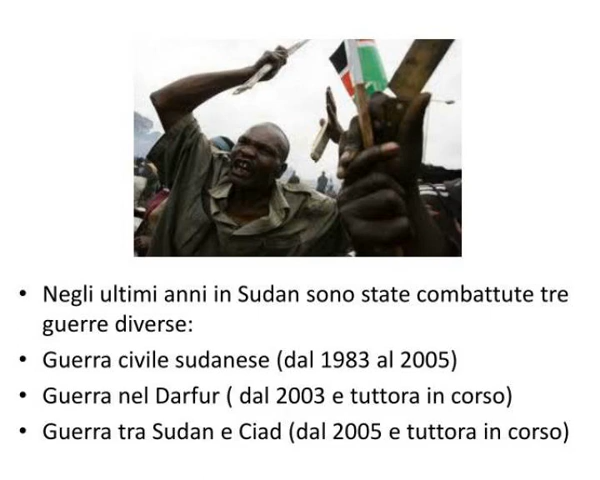 • Negli ultimi anni in Sudan sono state combattute tre
guerre diverse:
• Guerra civile sudanese (dal 1983 al 2005)
• Guerra nel Darfur ( dal 2003 e tuttora in corso)
• Guerra tra Sudan e Ciad (dal 2005 e tuttora in corso)